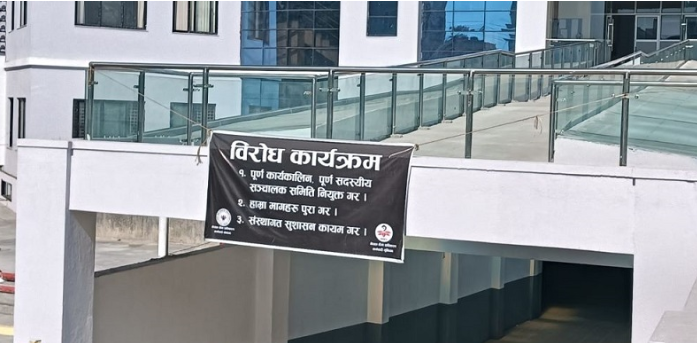 विरोध कार्यक्रम
१. पूर्ण कार्यकालिन, पूर्ण सदस्यीय
सञ्चालक समिति नियुक्त गर ।
२. हाम्रा मागहरु पुरा गर ।
३. संस्थागत सुशासन कायम गर ।